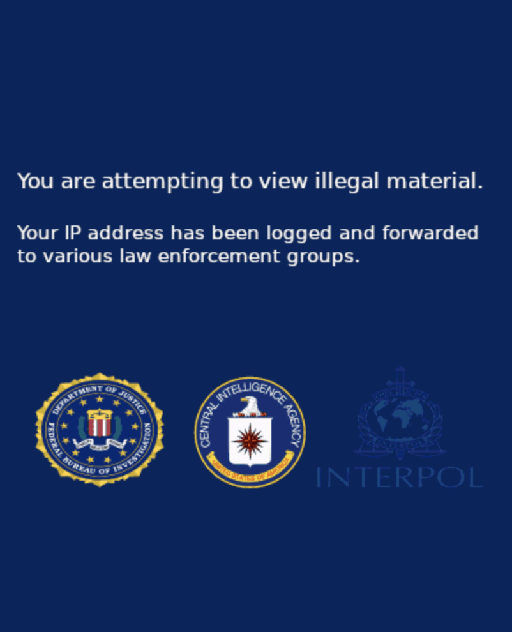 You are attempting to view illegal material.
Your IP address has been logged and forwarded
to various law enforcement groups.
DEPARTMENT OF JUSTICE
FEDERAL BUREAU OF INVESTIGATION
CENTRAL INTELLIGENCE AGENCY
UNITED STATES OF AMERICA
INTERPOL